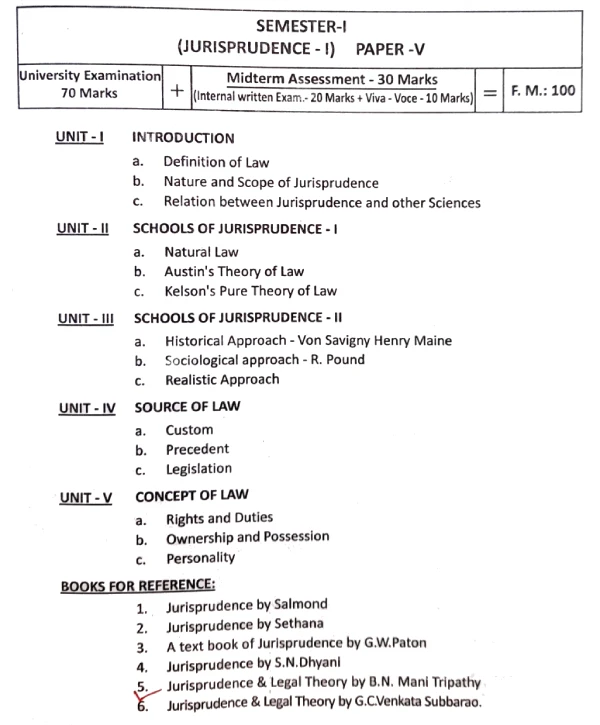 SEMESTER-I
(JURISPRUDENCE - I) PAPER -V
University Examination 70 Marks + Midterm Assessment - 30 Marks (Internal written Exam.- 20 Marks + Viva - Voce - 10 Marks) = F. M.: 100
UNIT - I INTRODUCTION
a. Definition of Law
b. Nature and Scope of Jurisprudence
c. Relation between Jurisprudence and other Sciences
UNIT - II SCHOOLS OF JURISPRUDENCE - I
a. Natural Law
b. Austin's Theory of Law
c. Kelson's Pure Theory of Law
UNIT - III SCHOOLS OF JURISPRUDENCE - II
a. Historical Approach - Von Savigny Henry Maine
b. Sociological approach - R. Pound
c. Realistic Approach
UNIT - IV SOURCE OF LAW
a. Custom
b. Precedent
c. Legislation
UNIT - V CONCEPT OF LAW
a. Rights and Duties
b. Ownership and Possession
c. Personality
BOOKS FOR REFERENCE:
1. Jurisprudence by Salmond
2. Jurisprudence by Sethana
3. A text book of Jurisprudence by G.W.Paton
4. Jurisprudence by S.N.Dhyani
5. Jurisprudence & Legal Theory by B.N. Mani Tripathy
6. Jurisprudence & Legal Theory by G.C.Venkata Subbarao.